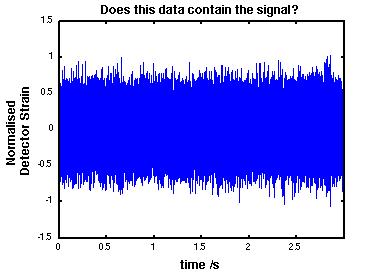 Does this data contain the signal?
1.5
1
0.5
0
-0.5
-1
-1.5
Normalised
Detector Strain
0 0.5 1 1.5 2 2.5
time /s